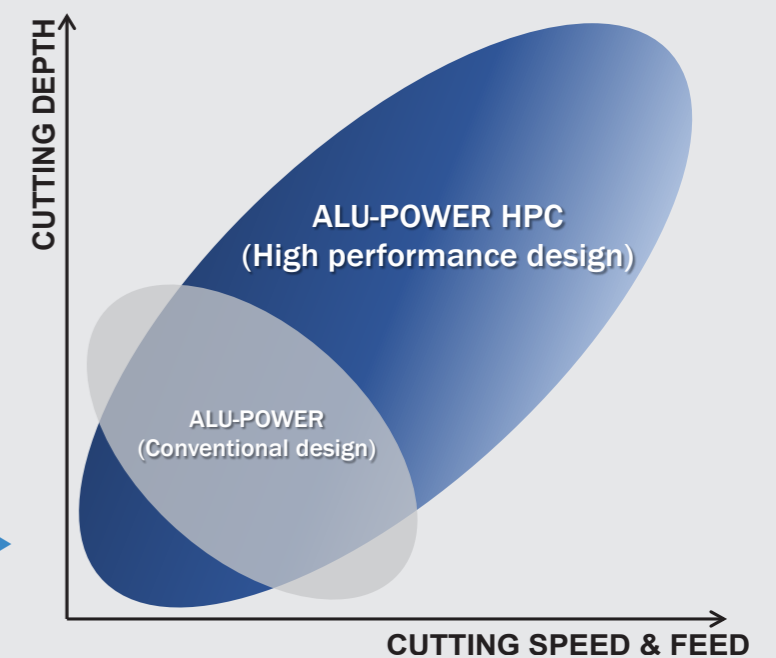 CUTTING DEPTH
ALU-POWER HPC
(High performance design)
ALU-POWER
(Conventional design)
CUTTING SPEED & FEED